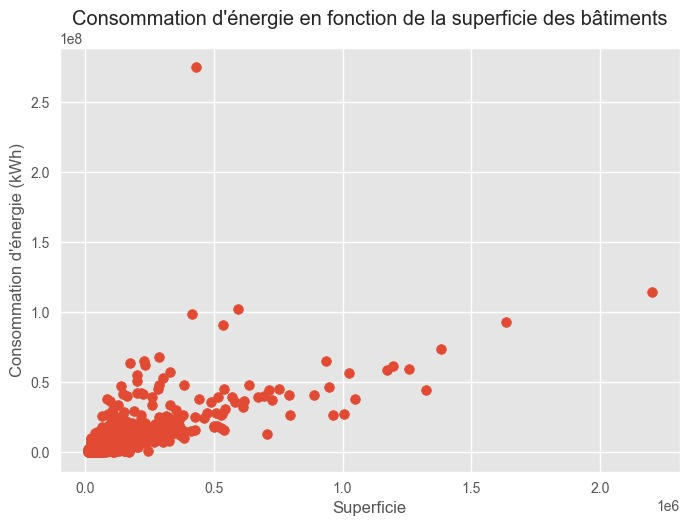 Consommation d'énergie en fonction de la superficie des bâtiments
1e8
2.5
2.0
1.5
1.0
0.5
0.0
Consommation d'énergie (kWh)
0.0 0.5 1.0 1.5 2.0
1e6
Superficie